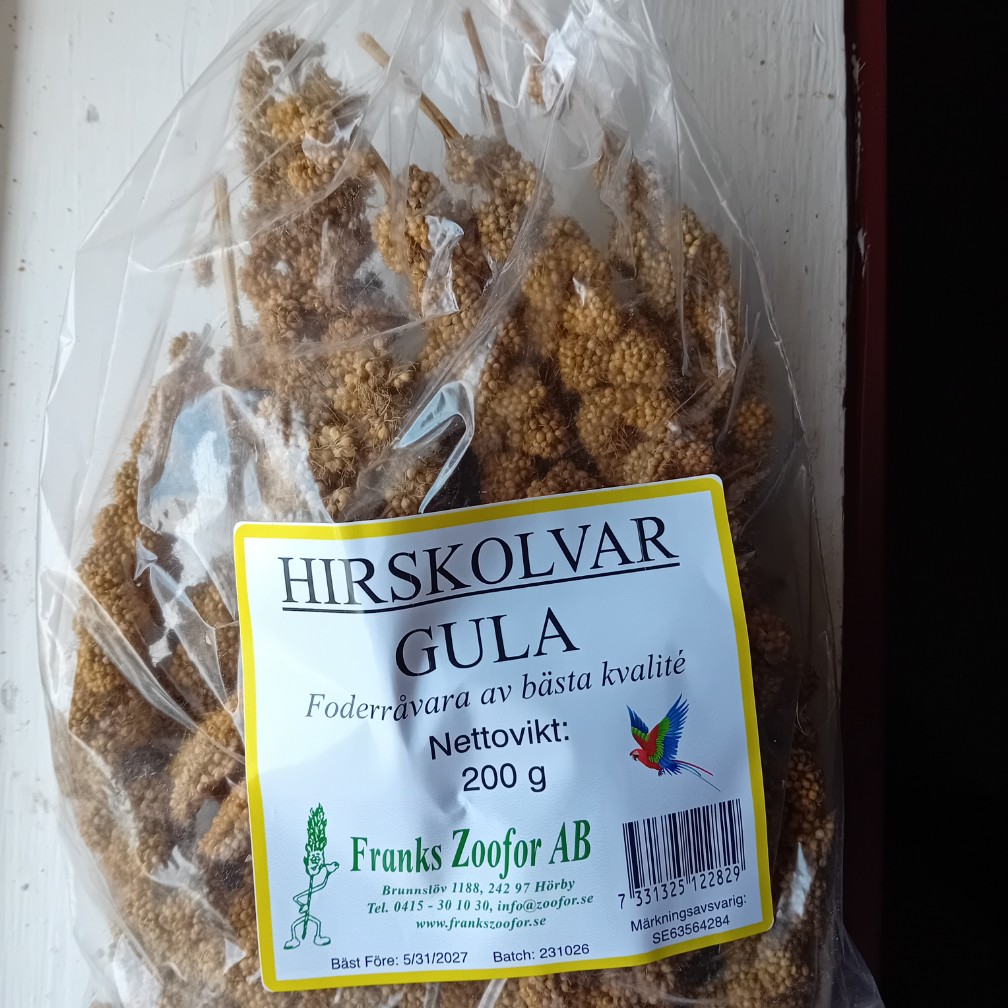 HIRSKOLVAR
GULA
Foderråvara av bästa kvalité
Nettovikt:
200 g
Franks Zoofor AB
Brunnslöv 1188, 242 97 Hörby
Tel. 0415 - 30 10 30, info@zoofor.se
www.frankszoofor.se
7 331325 122829
Märkningsavsvarig:
SE63564284
Bäst Före: 5/31/2027 Batch: 231026